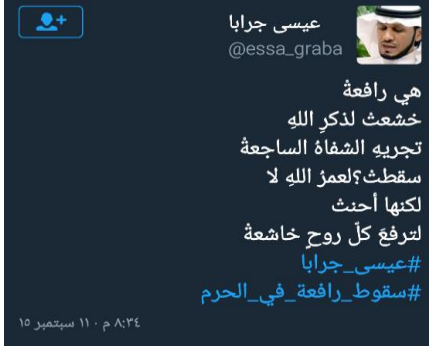 عيسى جرابا
@essa_graba
هي رافعةْ
خشعتْ لذكرِ اللهِ
تجريهِ الشفاهُ الساجعةْ
سقطتْ؟لعمرُ اللهِ لا
لكنها أحنتْ
لترفعَ كلّ روحٍ خاشعةْ
#عيسى_جرابا
#سقوط_رافعة_في_الحرم
٨:٣٤ م · ١١ سبتمبر ١٥